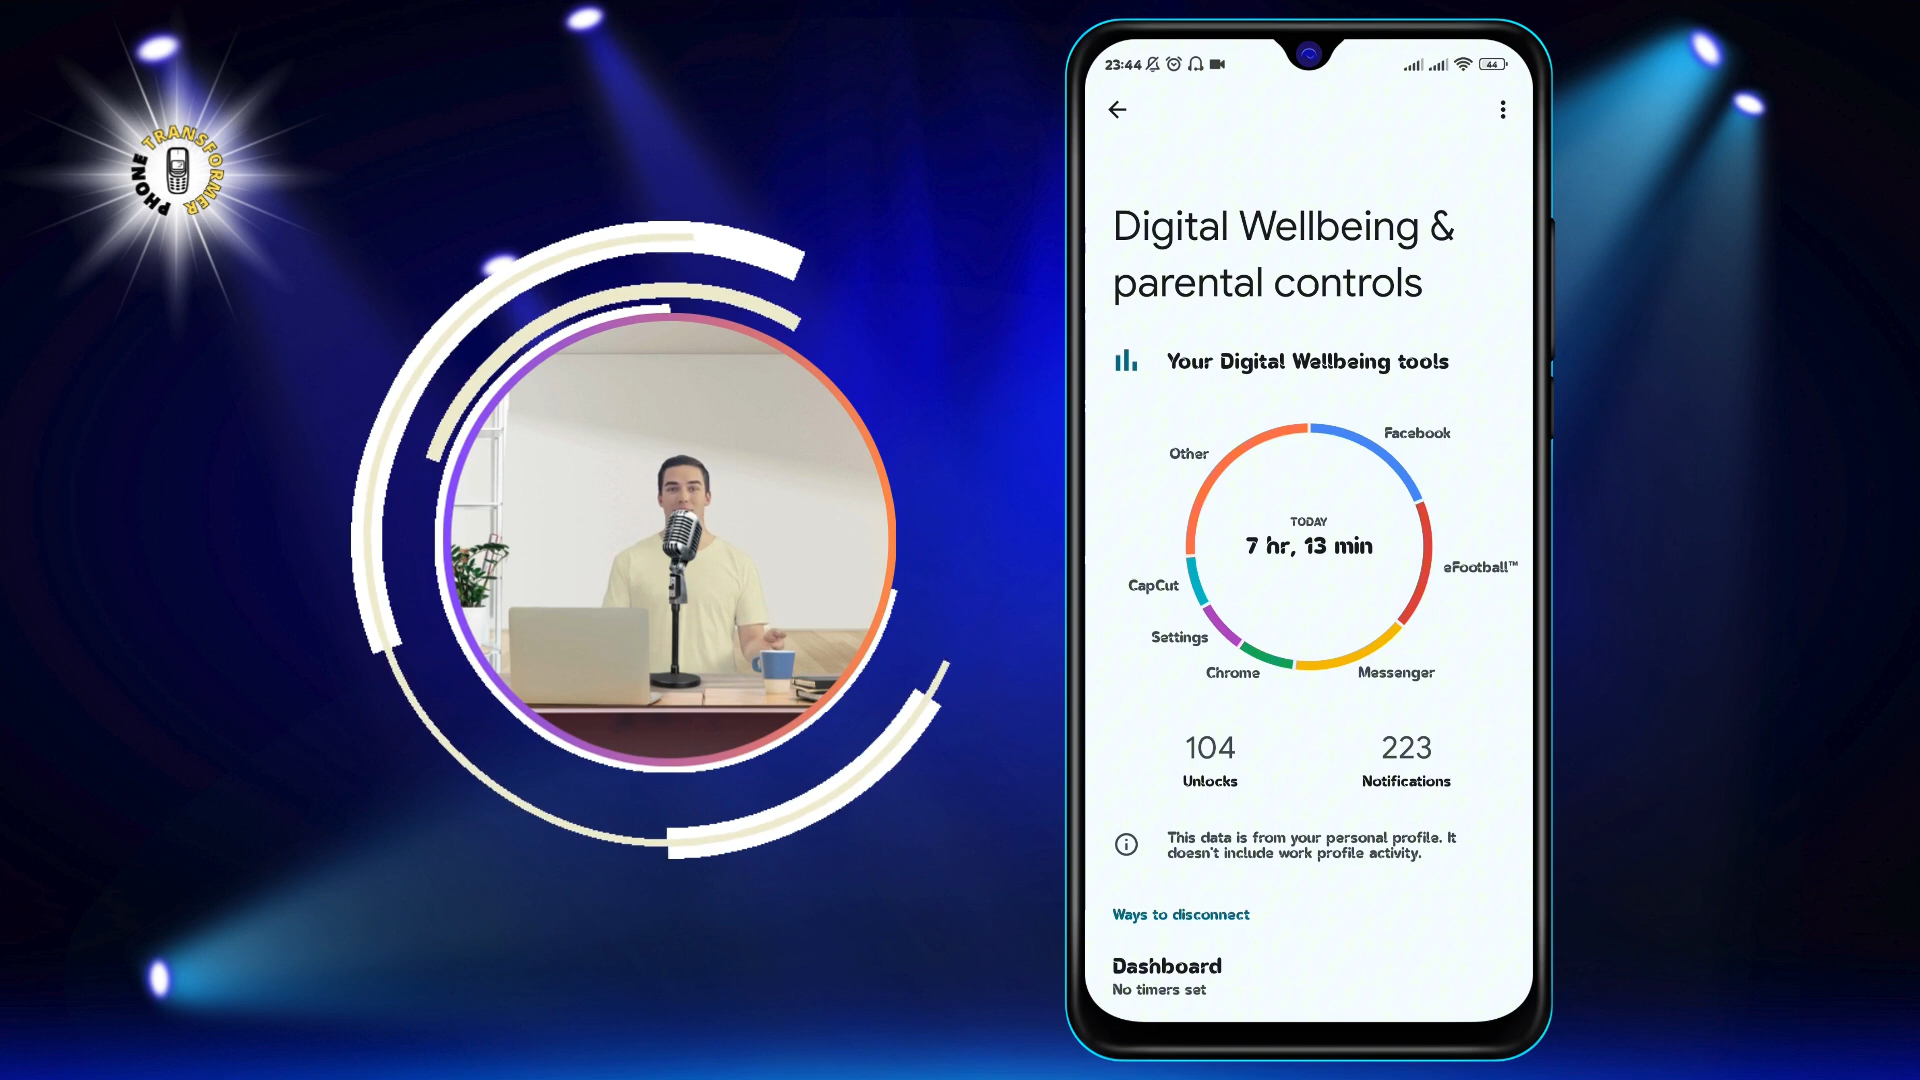 PHONE TRANSFORMER
23:44
44
Digital Wellbeing &
parental controls
Your Digital Wellbeing tools
Facebook
Other
TODAY
7 hr, 13 min
eFootball™
CapCut
Settings
Chrome
Messenger
104
223
Unlocks
Notifications
This data is from your personal profile. It
doesn't include work profile activity.
Ways to disconnect
Dashboard
No timers set